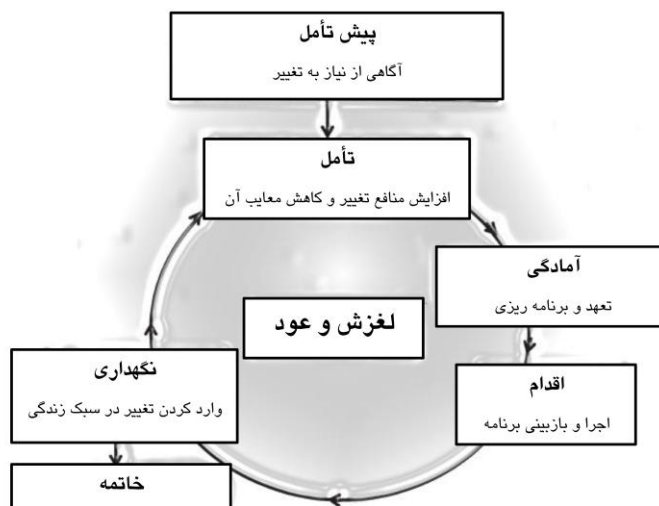 پیش تأمل
آگاهی از نیاز به تغییر
تأمل
افزایش منافع تغییر و کاهش معایب آن
آمادگی
تعهد و برنامه ریزی
لغزش و عود
اقدام
اجرا و بازبینی برنامه
نگهداری
وارد کردن تغییر در سبک زندگی
خاتمه